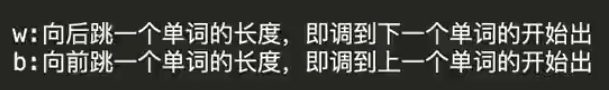 w:向后跳一个单词的长度，即调到下一个单词的开始出
b:向前跳一个单词的长度，即调到上一个单词的开始出